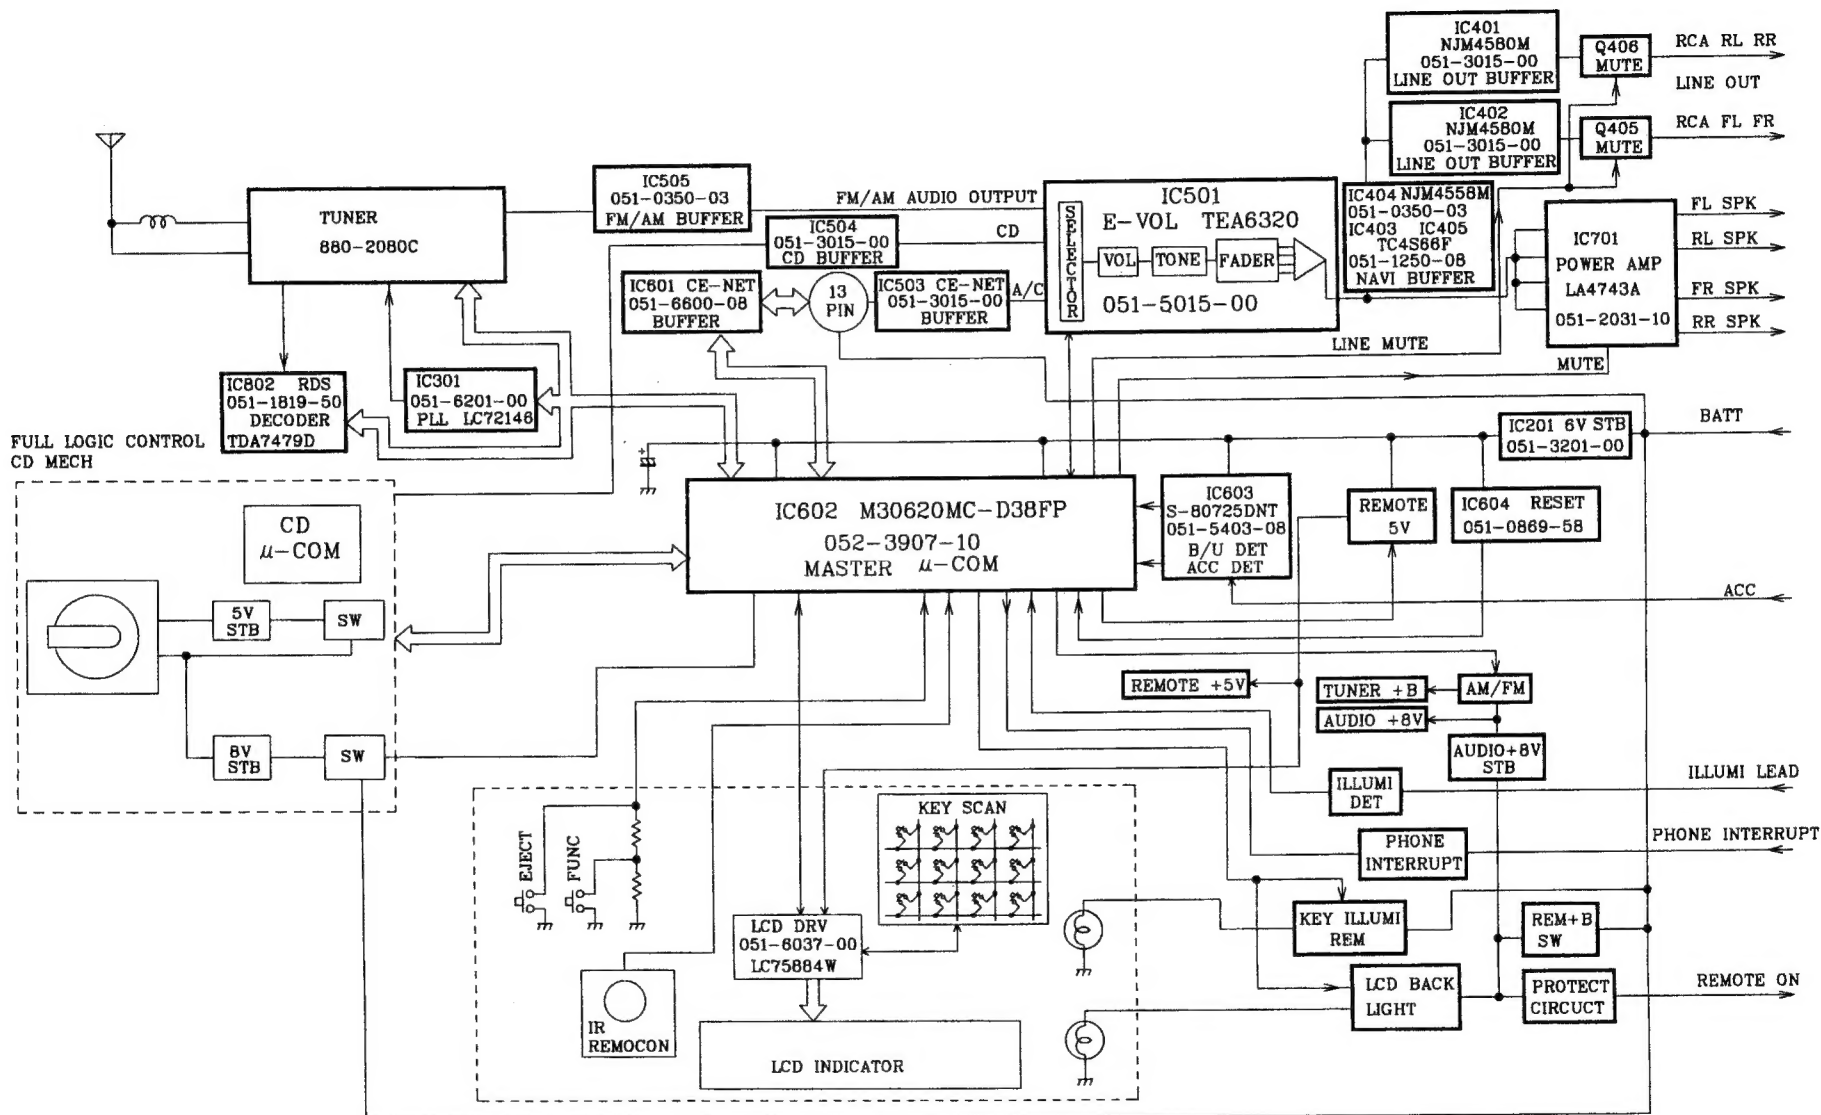 IC401
NJM4580M
051-3015-00
LINE OUT BUFFER
Q406
MUTE
RCA RL RR
LINE OUT
IC402
NJM4580M
051-3015-00
LINE OUT BUFFER
Q405
MUTE
RCA FL FR
TUNER
880-2080C
IC505
051-0350-03
FM/AM BUFFER
FM/AM AUDIO OUTPUT
IC504
051-3015-00
CD BUFFER
CD
IC601 CE-NET
051-6600-08
BUFFER
13
PIN
IC503 CE-NET
051-3015-00
BUFFER
A/C
IC501
E-VOL TEA6320
SELECTOR
VOL
TONE
FADER
051-5015-00
IC404 NJM4558M
051-0350-03
IC403 IC405
TC4S66F
051-1250-08
NAVI BUFFER
IC701
POWER AMP
LA4743A
051-2031-10
FL SPK
RL SPK
FR SPK
RR SPK
LINE MUTE
MUTE
IC802 RDS
051-1819-50
DECODER
TDA7479D
IC301
051-6201-00
PLL LC72146
FULL LOGIC CONTROL
CD MECH
IC201 6V STB
051-3201-00
BATT
CD
μ-COM
5V
STB
SW
8V
STB
SW
IC602 M30620MC-D38FP
052-3907-10
MASTER μ-COM
IC603
S-80725DNT
051-5403-08
B/U DET
ACC DET
REMOTE
5V
IC604 RESET
051-0869-58
ACC
REMOTE +5V
TUNER +B
AM/FM
AUDIO +8V
AUDIO+8V
STB
ILLUMI
DET
ILLUMI LEAD
PHONE
INTERRUPT
PHONE INTERRUPT
EJECT
FUNC
KEY SCAN
LCD DRV
051-6037-00
LC75884W
IR
REMOCON
LCD INDICATOR
KEY ILLUMI
REM
REM+B
SW
LCD BACK
LIGHT
PROTECT
CIRCUCT
REMOTE ON